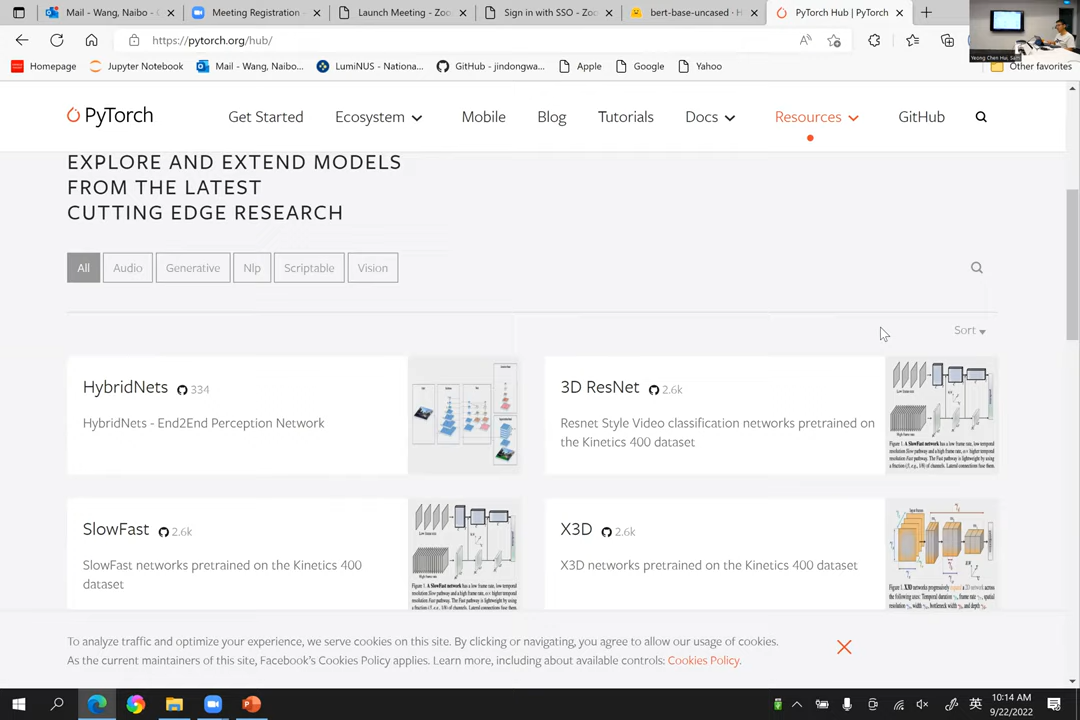 Mail - Wang, Naibo -
Meeting Registration -
Launch Meeting - Zoo
Sign in with SSO - Zoo
bert-base-uncased · H
PyTorch Hub | PyTorch
https://pytorch.org/hub/
Homepage
Jupyter Notebook
Mail - Wang, Naibo...
LumiNUS - Nationa...
GitHub - jindongwa...
Apple
Google
Yahoo
Other favorites
PyTorch
Get Started
Ecosystem
Mobile
Blog
Tutorials
Docs
Resources
GitHub
EXPLORE AND EXTEND MODELS
FROM THE LATEST
CUTTING EDGE RESEARCH
All
Audio
Generative
Nlp
Scriptable
Vision
Sort
HybridNets 334
HybridNets - End2End Perception Network
3D ResNet 2.6k
Resnet Style Video classification networks pretrained on
the Kinetics 400 dataset
SlowFast 2.6k
SlowFast networks pretrained on the Kinetics 400
dataset
X3D 2.6k
X3D networks pretrained on the Kinetics 400 dataset
To analyze traffic and optimize your experience, we serve cookies on this site. By clicking or navigating, you agree to allow our usage of cookies.
As the current maintainers of this site, Facebook's Cookies Policy applies. Learn more, including about available controls: Cookies Policy.
英
10:14 AM
9/22/2022